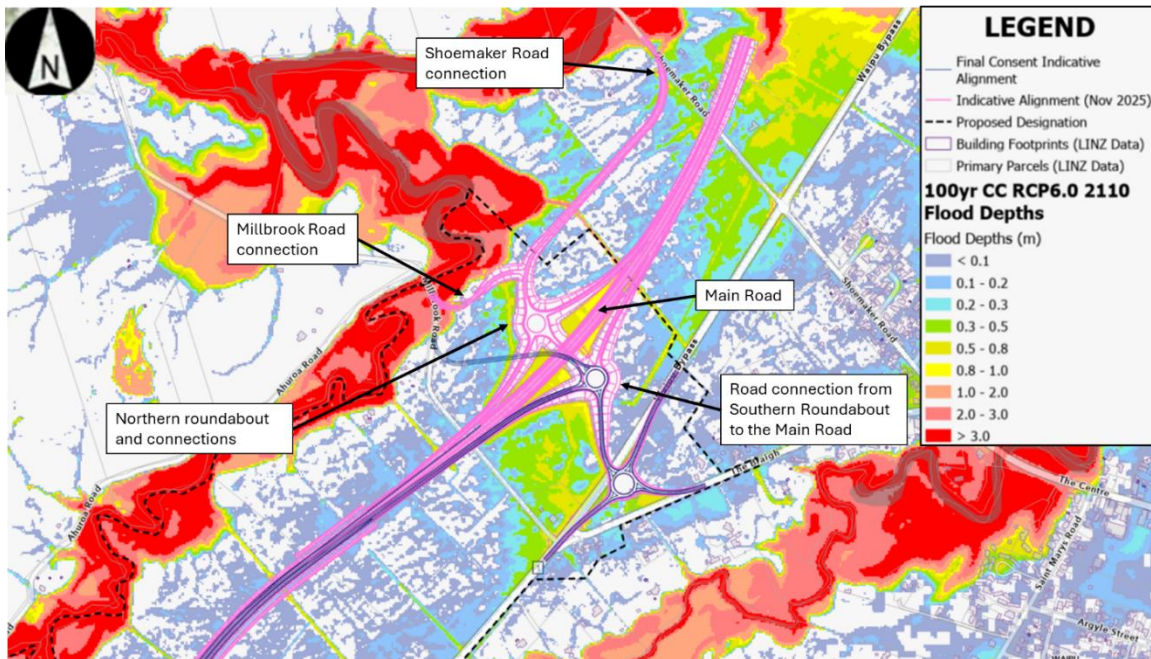 N
Shoemaker Road
connection
Shoemaker Road
Waipu Bypass
Millbrook Road
connection
Millbrook Road
Main Road
Shoemaker Road
Bypass
Ahuroa Road
Northern roundabout
and connections
Road connection from
Southern Roundabout
to the Main Road
The Braigh
The Centre
Ahuroa Road
Saint Marys Road
Argyle Street
WAIPU
LEGEND
Final Consent Indicative
Alignment
Indicative Alignment (Nov 2025)
Proposed Designation
Building Footprints (LINZ Data)
Primary Parcels (LINZ Data)
100yr CC RCP6.0 2110
Flood Depths
Flood Depths (m)
< 0.1
0.1 - 0.2
0.2 - 0.3
0.3 - 0.5
0.5 - 0.8
0.8 - 1.0
1.0 - 2.0
2.0 - 3.0
> 3.0